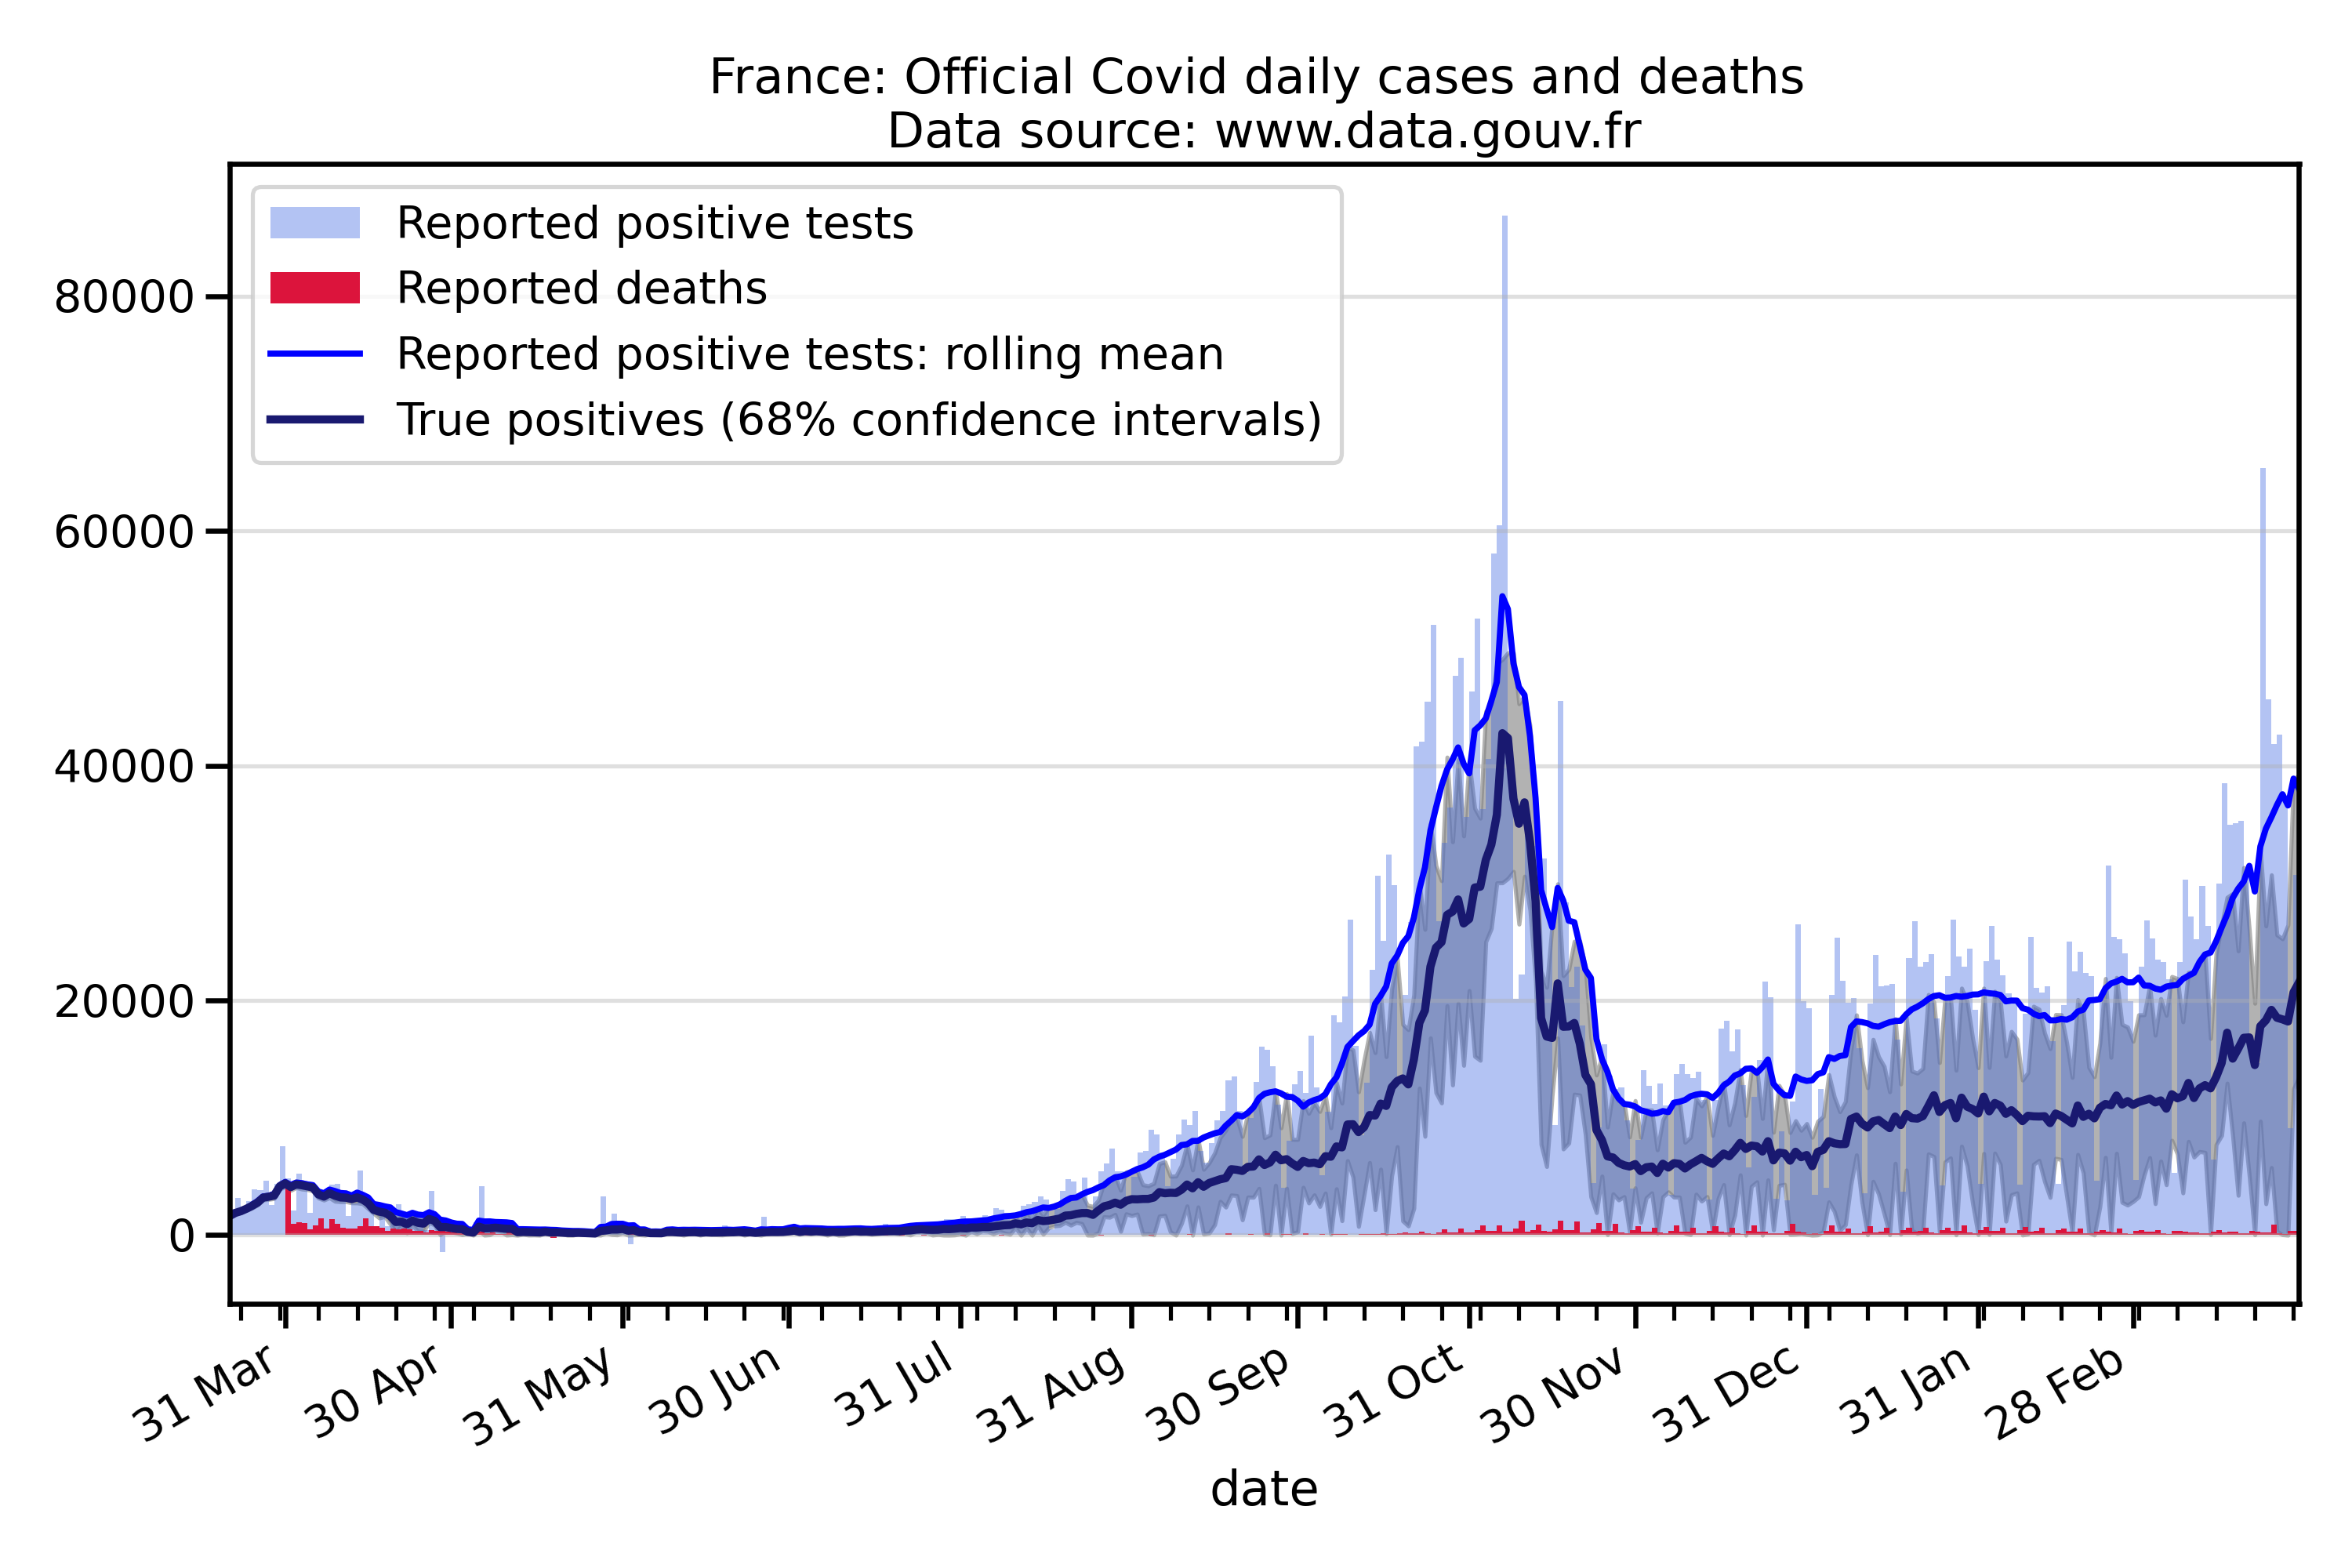 France: Official Covid daily cases and deaths
Data source: www.data.gouv.fr
Reported positive tests
Reported deaths
Reported positive tests: rolling mean
True positives (68% confidence intervals)
80000
60000
40000
20000
0
31 Mar
30 Apr
31 May
30 Jun
31 Jul
31 Aug
30 Sep
31 Oct
30 Nov
31 Dec
31 Jan
28 Feb
date